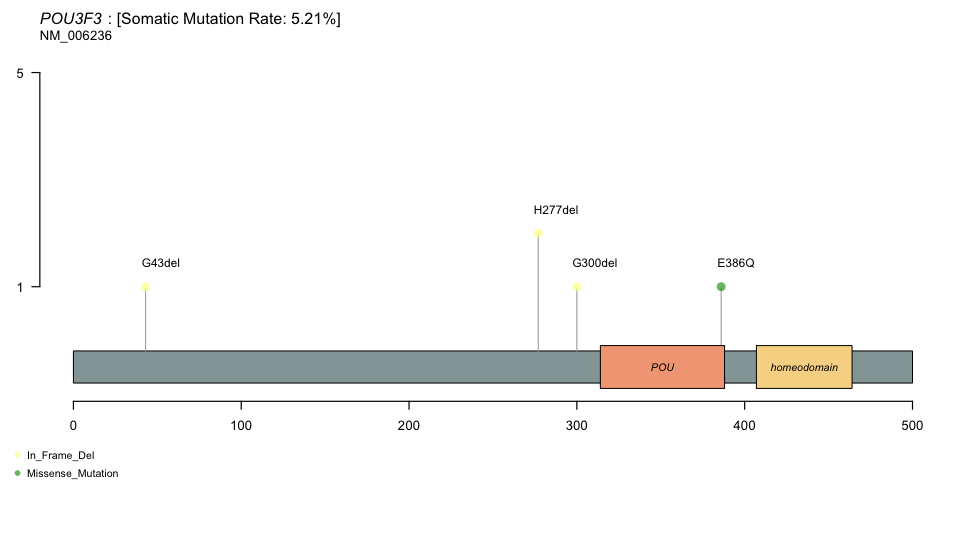 POU3F3 : [Somatic Mutation Rate: 5.21%]
NM_006236
5
H277del
G43del
G300del
E386Q
1
POU
homeodomain
0
100
200
300
400
500
In_Frame_Del
Missense_Mutation